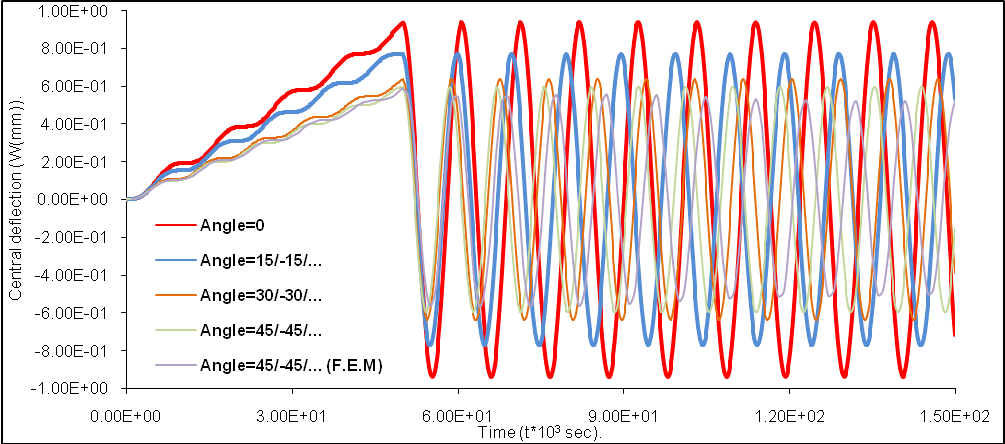 1.00E+00
8.00E-01
6.00E-01
4.00E-01
2.00E-01
0.00E+00
-2.00E-01
-4.00E-01
-6.00E-01
-8.00E-01
-1.00E+00
Central deflection (W(mm)).
Angle=0
Angle=15/-15/...
Angle=30/-30/...
Angle=45/-45/...
Angle=45/-45/... (F.E.M)
0.00E+00 3.00E+01 6.00E+01 9.00E+01 1.20E+02 1.50E+02
Time (t*10³ sec).